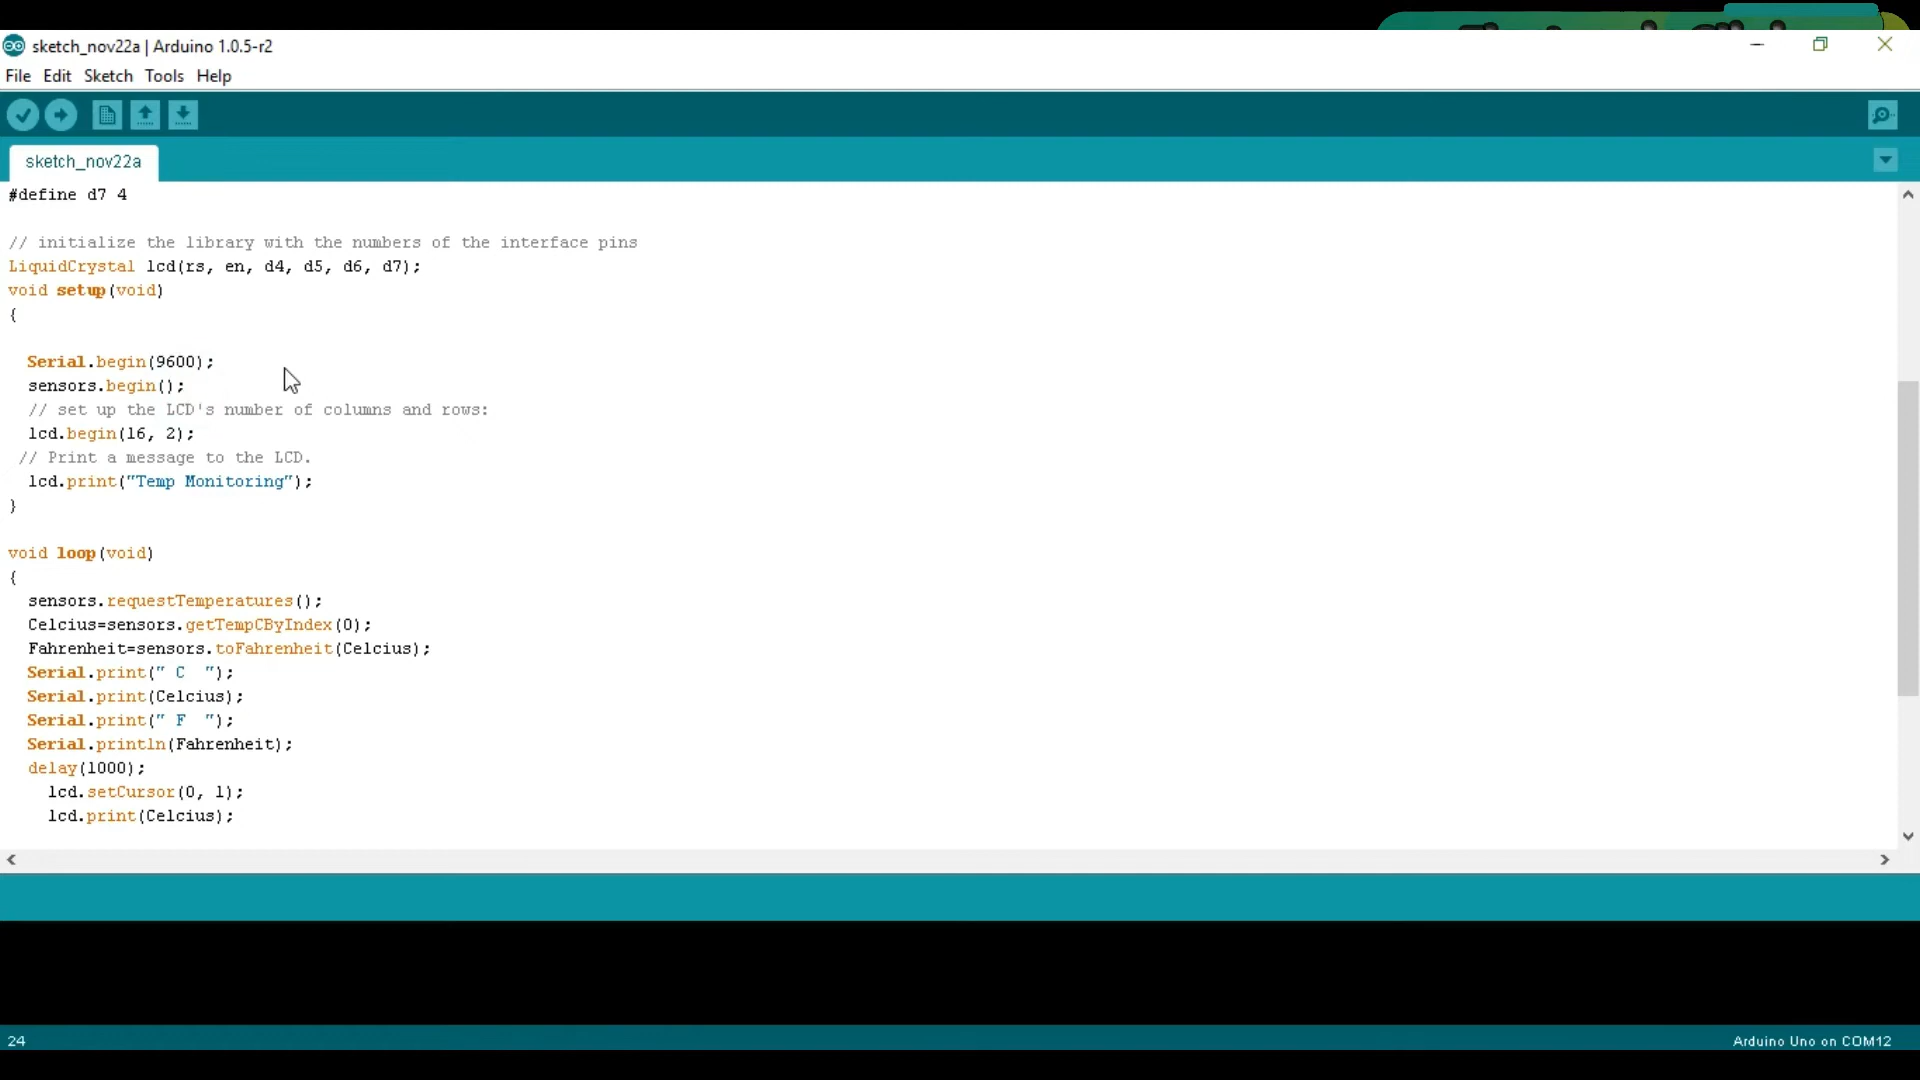 sketch_nov22a | Arduino 1.0.5-r2
File Edit Sketch Tools Help
sketch_nov22a
#define d7 4
// initialize the library with the numbers of the interface pins
LiquidCrystal lcd(rs, en, d4, d5, d6, d7);
void setup(void)
{
Serial.begin(9600);
sensors.begin();
// set up the LCD's number of columns and rows:
lcd.begin(16, 2);
// Print a message to the LCD.
lcd.print("Temp Monitoring");
}
void loop(void)
{
sensors.requestTemperatures();
Celcius=sensors.getTempCByIndex(0);
Fahrenheit=sensors.toFahrenheit(Celcius);
Serial.print(" C  ");
Serial.print(Celcius);
Serial.print(" F  ");
Serial.println(Fahrenheit);
delay(1000);
lcd.setCursor(0, 1);
lcd.print(Celcius);
24
Arduino Uno on COM12